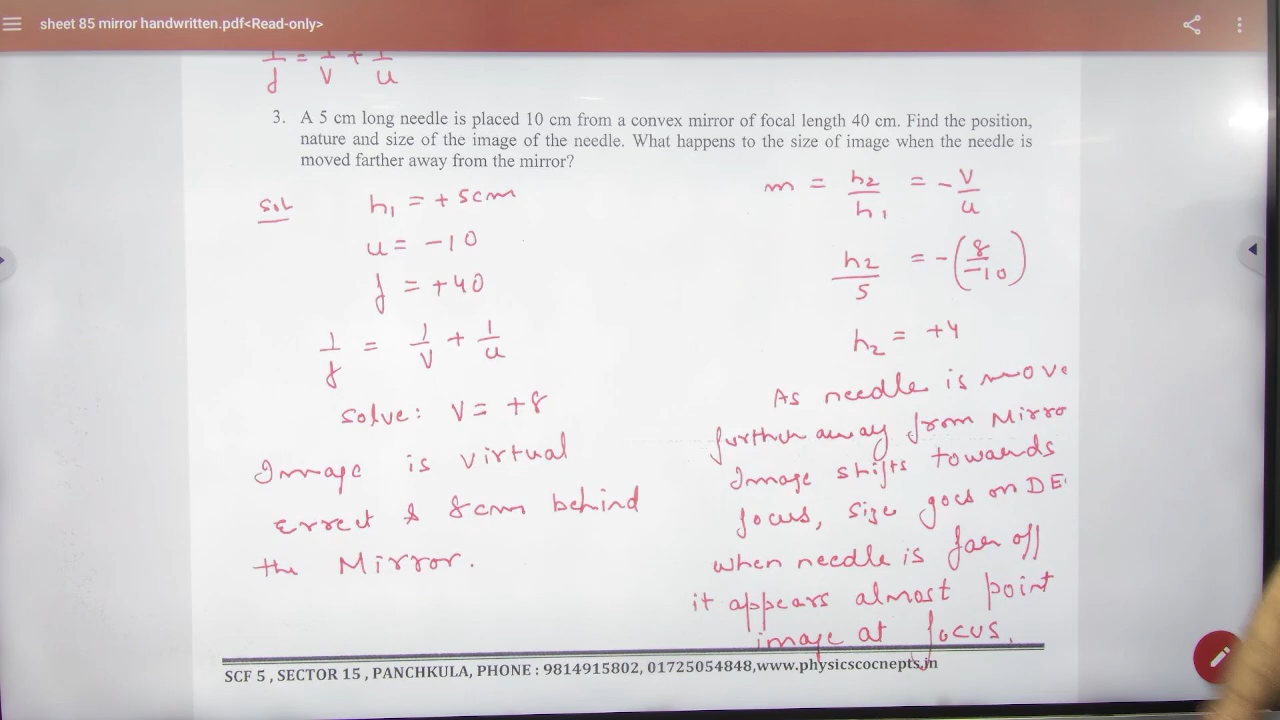 sheet 85 mirror handwritten.pdf<Read-only>
1/f = 1/v + 1/u
3. A 5 cm long needle is placed 10 cm from a convex mirror of focal length 40 cm. Find the position,
nature and size of the image of the needle. What happens to the size of image when the needle is
moved farther away from the mirror?
Sol
h₁ = +5cm
u = -10
f = +40
1/f = 1/v + 1/u
Solve: v = +8
Image is virtual
errect & 8cm behind
the Mirror.
m = h₂/h₁ = -v/u
h₂/5 = -(8/-10)
h₂ = +4
As needle is move
further away from Mirro
Image shifts towards
focus, size goes on DE
when needle is far off
it appears almost point
image at focus.
SCF 5 , SECTOR 15 , PANCHKULA, PHONE : 9814915802, 01725054848,www.physicscocnepts.in